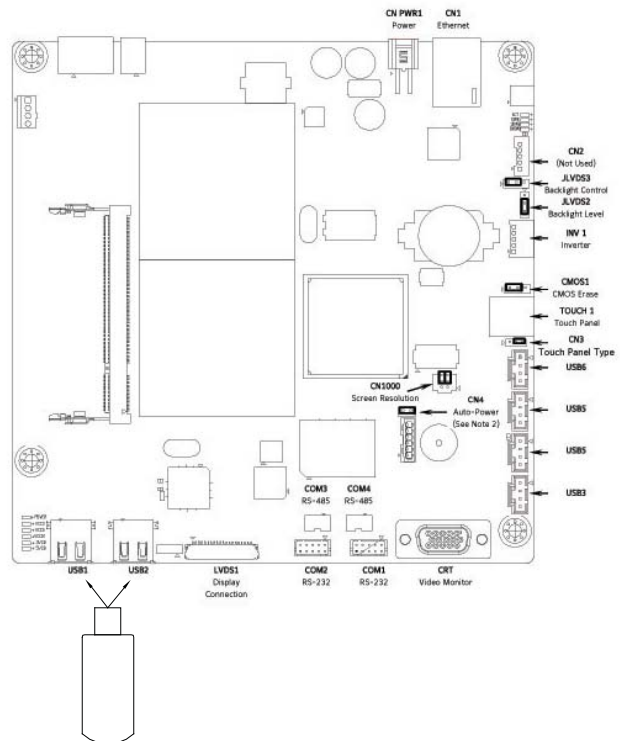 CN PWR1
Power
CN1
Ethernet
CN2
(Not Used)
JLVDS3
Backlight Control
JLVDS2
Backlight Level
INV 1
Inverter
CMOS1
CMOS Erase
TOUCH 1
Touch Panel
CN3
Touch Panel Type
USB6
CN1000
Screen Resolution
CN4
Auto-Power
(See Note 2)
USB5
USB5
USB3
COM3
RS-485
COM4
RS-485
USB1
USB2
LVDS1
Display
Connection
COM2
RS-232
COM1
RS-232
CRT
Video Monitor